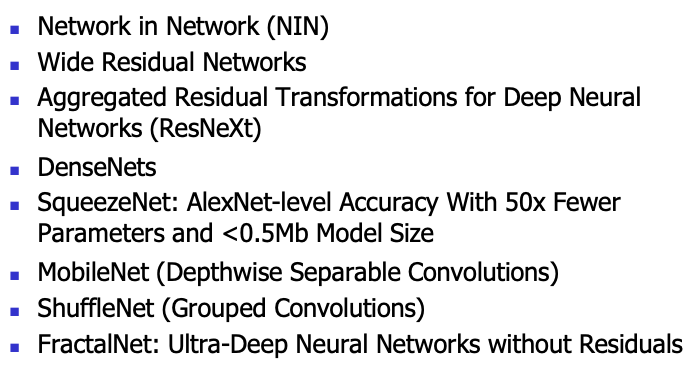 Network in Network (NIN)
Wide Residual Networks
Aggregated Residual Transformations for Deep Neural
Networks (ResNeXt)
DenseNets
SqueezeNet: AlexNet-level Accuracy With 50x Fewer
Parameters and <0.5Mb Model Size
MobileNet (Depthwise Separable Convolutions)
ShuffleNet (Grouped Convolutions)
FractalNet: Ultra-Deep Neural Networks without Residuals